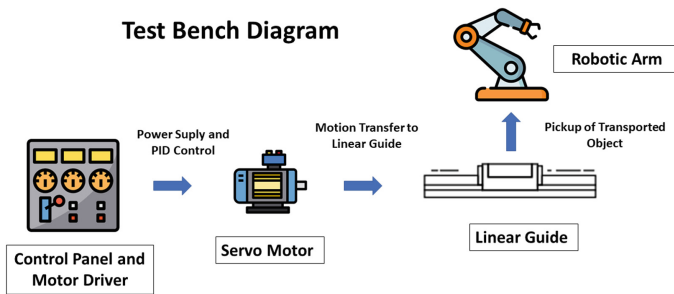 Test Bench Diagram
Robotic Arm
Power Suply and
PID Control
Motion Transfer to
Linear Guide
Pickup of Transported
Object
Control Panel and
Motor Driver
Servo Motor
Linear Guide